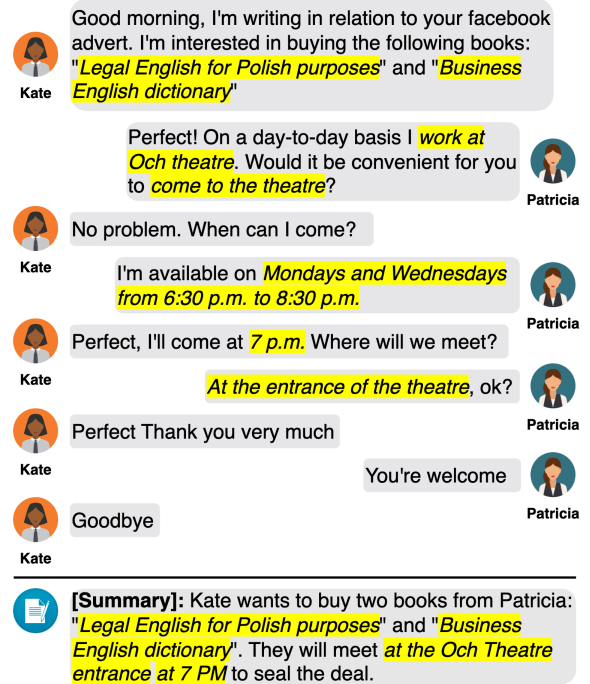 Good morning, I'm writing in relation to your facebook
advert. I'm interested in buying the following books:
"Legal English for Polish purposes" and "Business
English dictionary"
Kate
Perfect! On a day-to-day basis I work at
Och theatre. Would it be convenient for you
to come to the theatre?
Patricia
No problem. When can I come?
Kate
I'm available on Mondays and Wednesdays
from 6:30 p.m. to 8:30 p.m.
Patricia
Perfect, I'll come at 7 p.m. Where will we meet?
Kate
At the entrance of the theatre, ok?
Patricia
Perfect Thank you very much
Kate
You're welcome
Patricia
Goodbye
Kate
[Summary]: Kate wants to buy two books from Patricia:
"Legal English for Polish purposes" and "Business
English dictionary". They will meet at the Och Theatre
entrance at 7 PM to seal the deal.